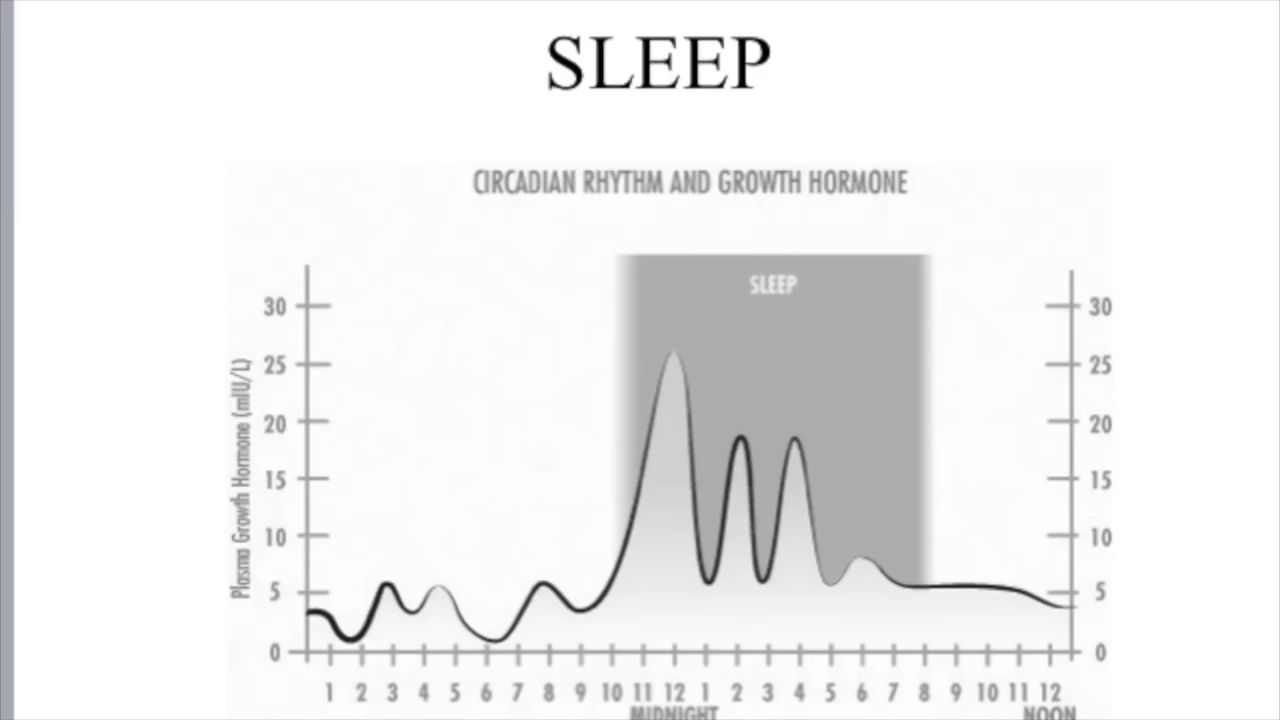 SLEEP
CIRCADIAN RHYTHM AND GROWTH HORMONE
SLEEP
Plasma Growth Hormone (mIU/L)
30 30
25 25
20 20
15 15
10 10
5 5
0 0
1 2 3 4 5 6 7 8 9 10 11 12 1 2 3 4 5 6 7 8 9 10 11 12
MIDNIGHT NOON